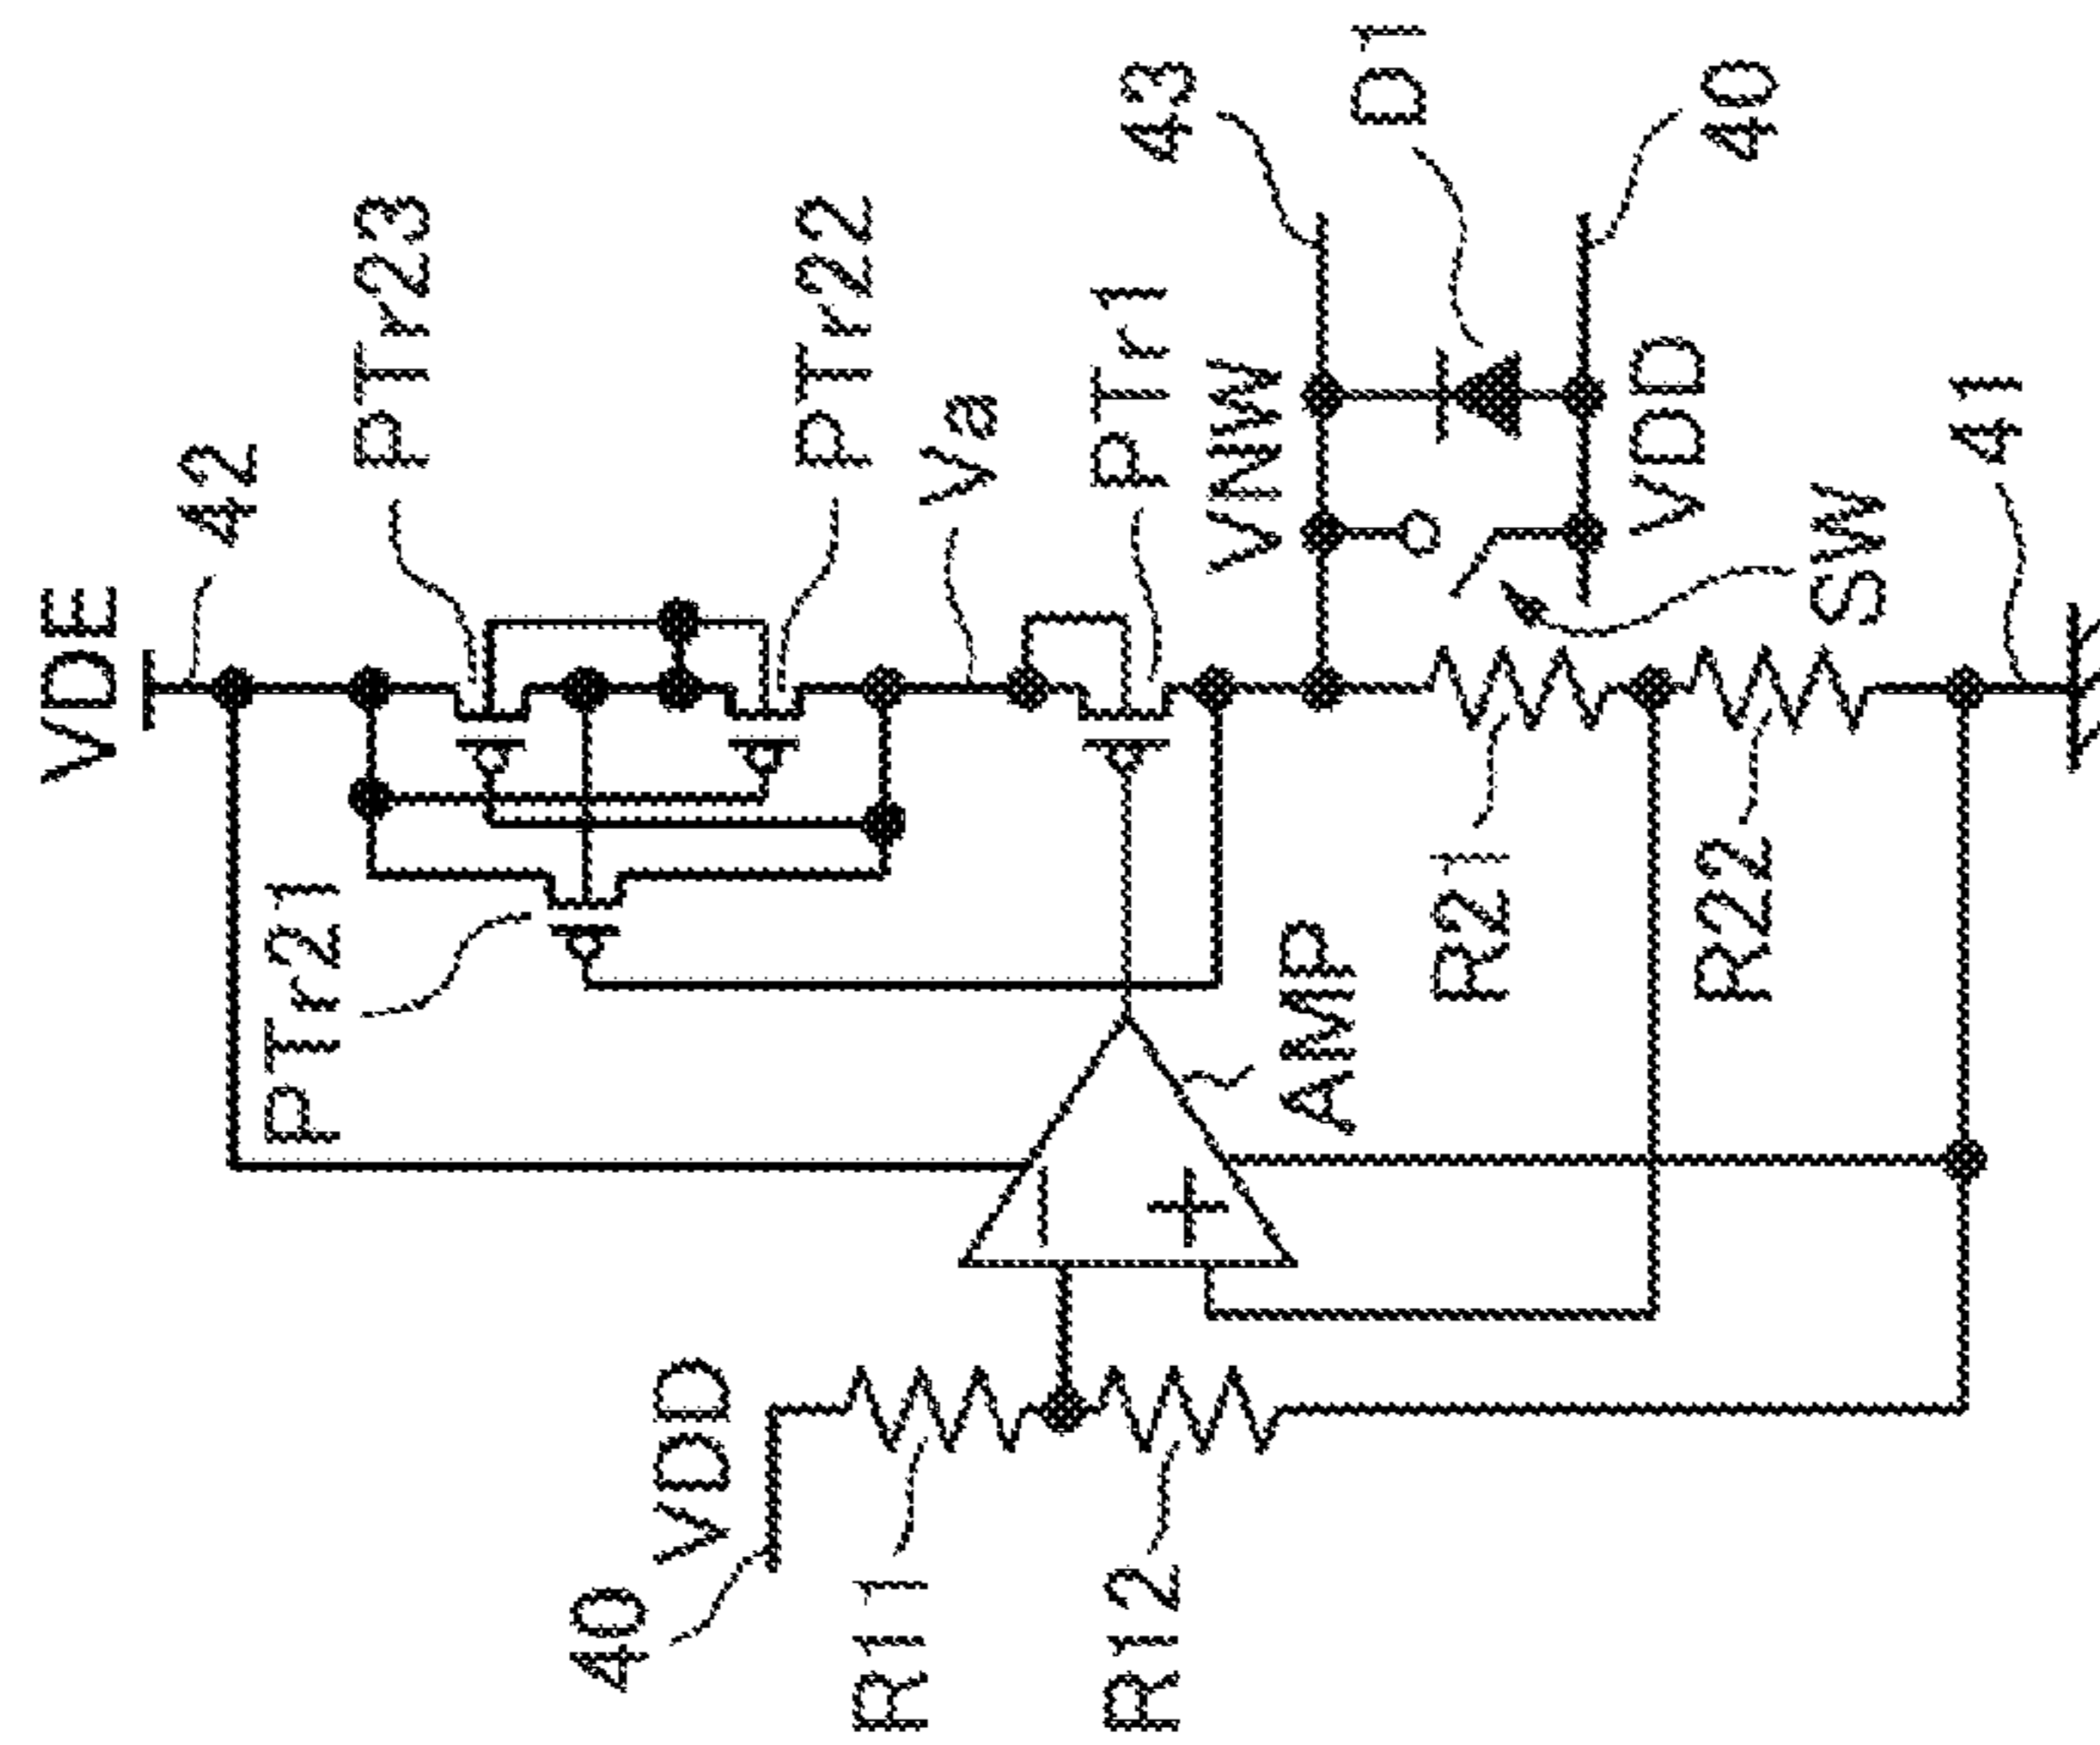 VDE
42
PTr23
PTr22
Va
PTr1
VNW
43
D1
40
VDD
SW
41
PTr21
AMP
R21
R22
VDD
40
R11
R12